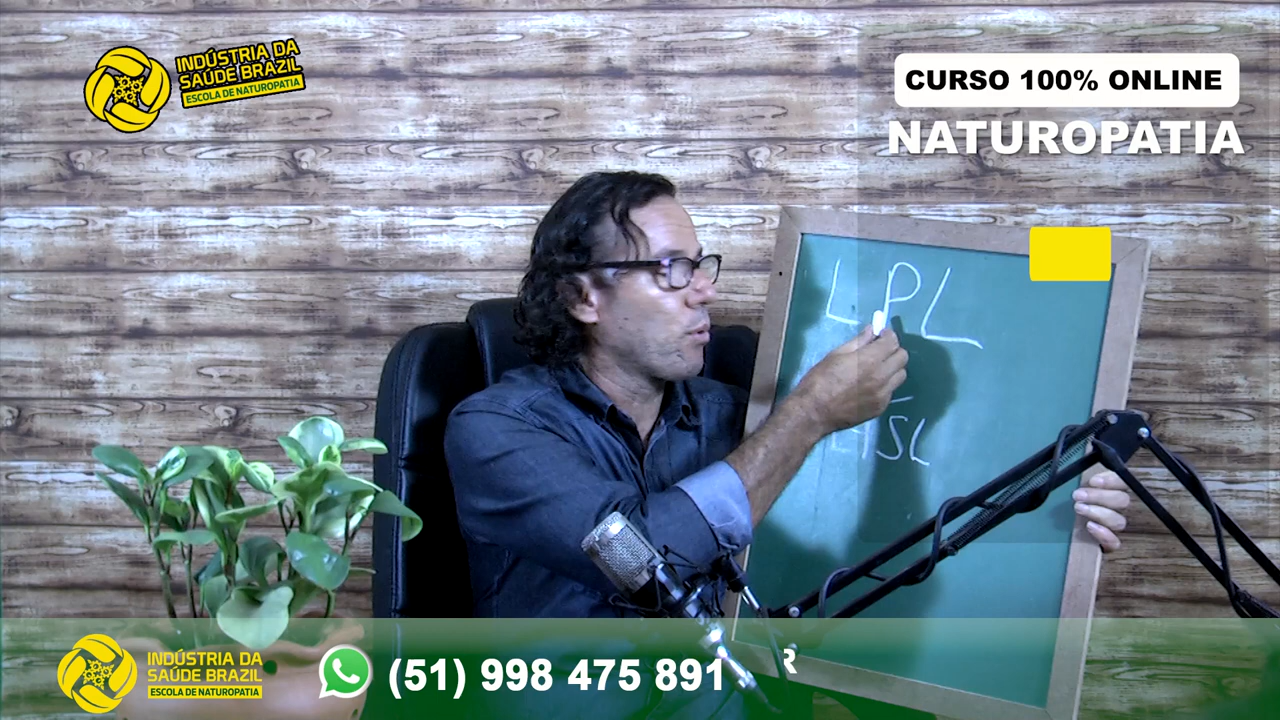 INDÚSTRIA DA
SAÚDE BRAZIL
ESCOLA DE NATUROPATIA
CURSO 100% ONLINE
NATUROPATIA
LPL
HSL
INDÚSTRIA DA
SAÚDE BRAZIL
ESCOLA DE NATUROPATIA
(51) 998 475 891
R